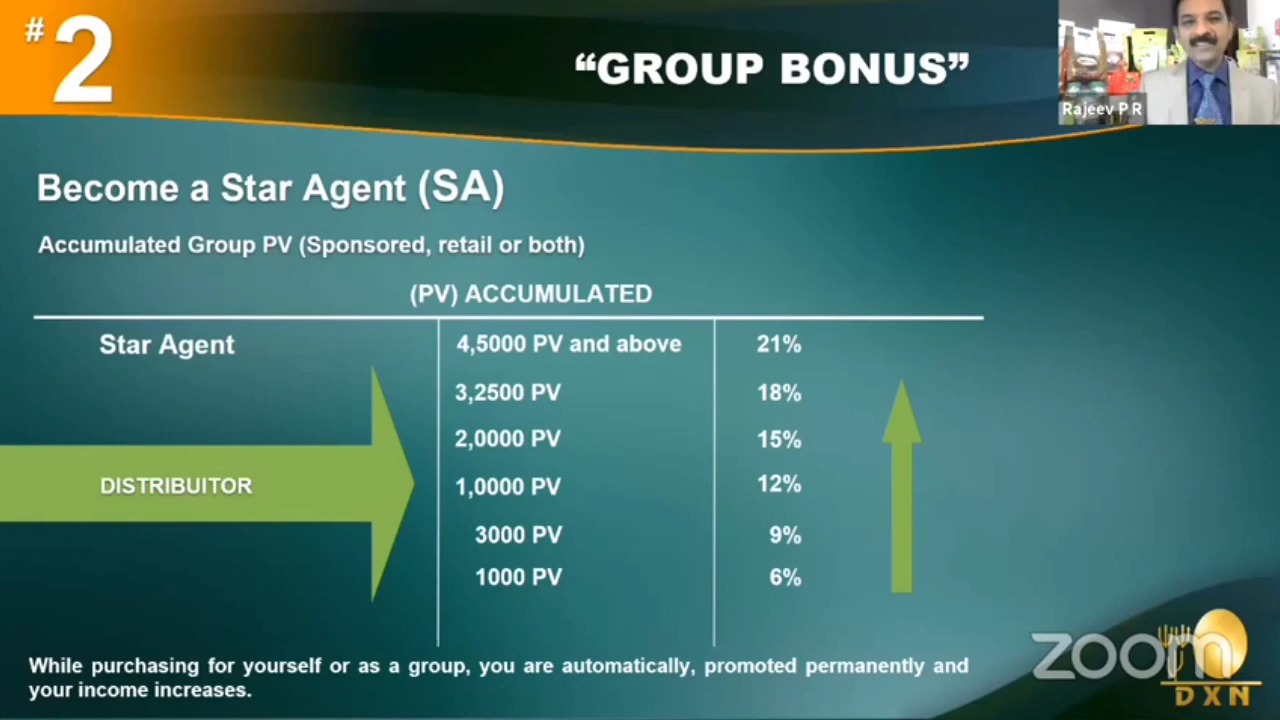 #2
“GROUP BONUS”
Rajeev P R
Become a Star Agent (SA)
Accumulated Group PV (Sponsored, retail or both)
(PV) ACCUMULATED
Star Agent 4,5000 PV and above 21%
3,2500 PV 18%
2,0000 PV 15%
DISTRIBUITOR 1,0000 PV 12%
3000 PV 9%
1000 PV 6%
While purchasing for yourself or as a group, you are automatically, promoted permanently and
your income increases.
zoom
DXN